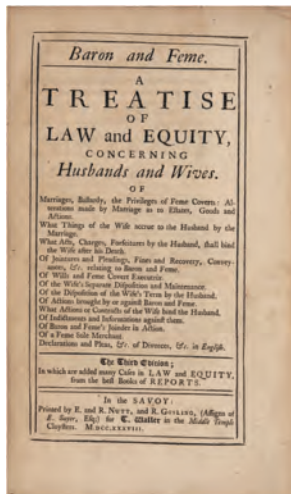 Baron and Feme.
A
TREATISE
OF
LAW and EQUITY,
CONCERNING
Husbands and Wives.
OF
Marriages, Bastardy, the Privileges of Feme Coverts: Al-
terations made by Marriage as to Estates, Goods and
Actions.
What Things of the Wife accrue to the Husband by the
Marriage.
What Acts, Charges, Forfeitures by the Husband, shall bind
the Wife after his Death.
Of Jointures and Pleadings, Fines and Recovery, Convey-
ances, &c. relating to Baron and Feme.
Of Wills and Feme Covert Executrix.
Of the Wife's Separate Disposition and Maintenance.
Of the Disposition of the Wife's Term by the Husband.
Of Actions brought by or against Baron and Feme.
What Actions or Contracts of the Wife bind the Husband.
Of Indictments and Informations against them.
Of Baron and Feme's Joinder in Action.
Of a Feme Sole Merchant.
Declarations and Pleas, &c. of Divorces, &c. in English.
The Third Edition;
In which are added many Cases in LAW and EQUITY,
from the best Books of REPORTS.
In the SAVOY:
Printed by E. and R. NUTT, and R. GOSLING, (Assigns of
E. Sayer, Esq;) for T. Waller in the Middle Temple
Cloysters. M.DCC.XXXVIII.